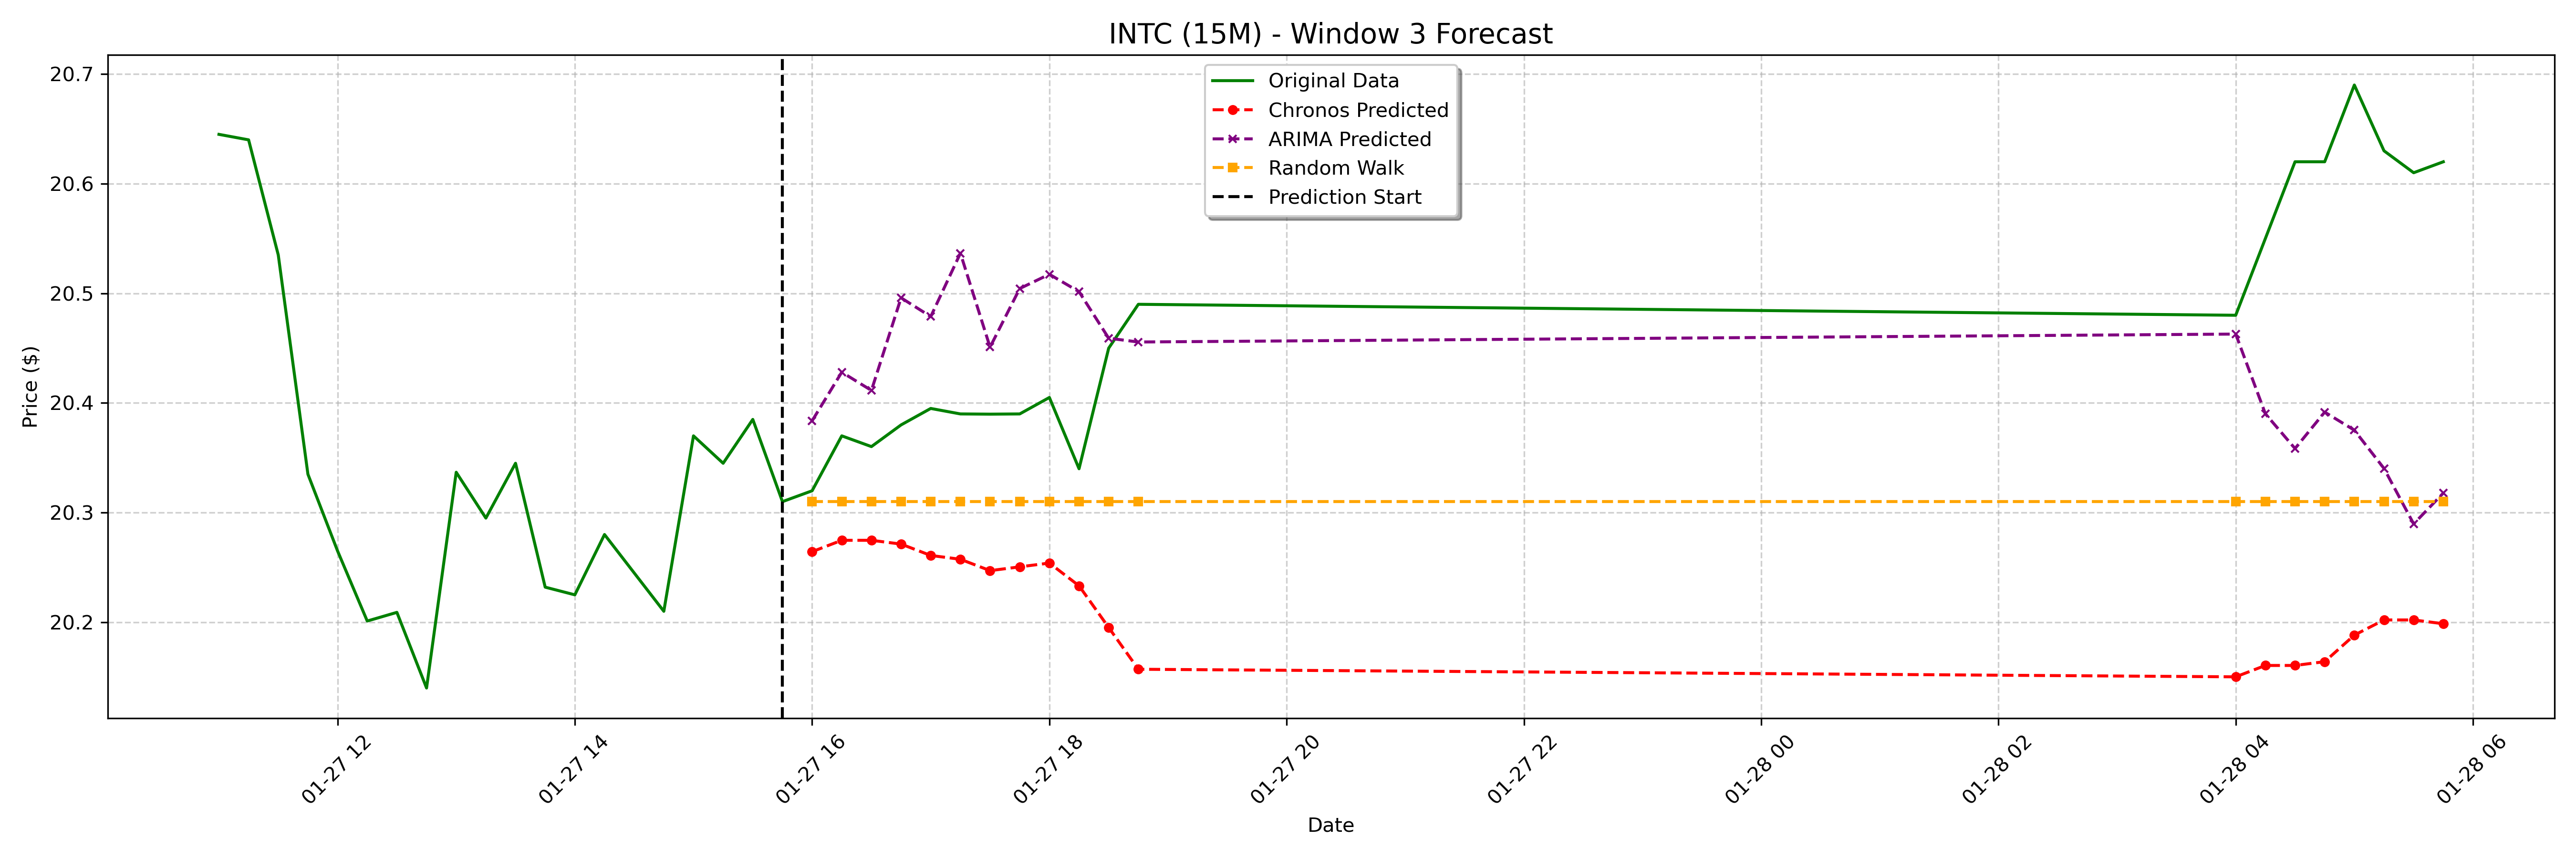 INTC (15M) - Window 3 Forecast
Original Data
Chronos Predicted
ARIMA Predicted
Random Walk
Prediction Start
Price ($)
20.7
20.6
20.5
20.4
20.3
20.2
01-27 12
01-27 14
01-27 16
01-27 18
01-27 20
01-27 22
01-28 00
01-28 02
01-28 04
01-28 06
Date